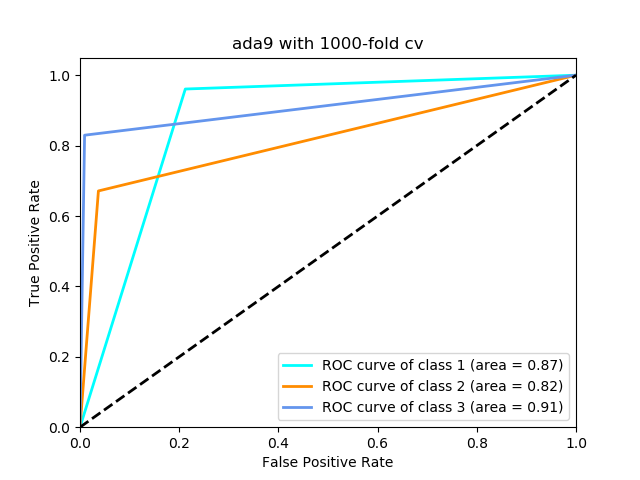 ada9 with 1000-fold cv
True Positive Rate
1.0
0.8
0.6
0.4
0.2
0.0
ROC curve of class 1 (area = 0.87)
ROC curve of class 2 (area = 0.82)
ROC curve of class 3 (area = 0.91)
0.0 0.2 0.4 0.6 0.8 1.0
False Positive Rate